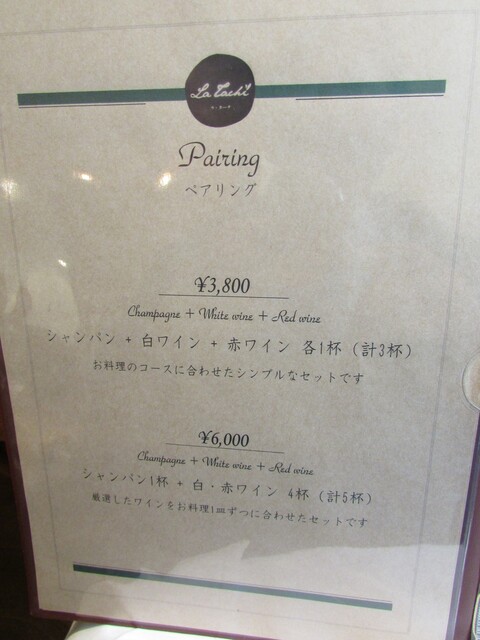 La Tachi
Pairing
ペアリング
¥3,800
Champagne + White wine + Red wine
シャンパン + 白ワイン + 赤ワイン 各1杯 (計3杯)
お料理のコースに合わせたシンプルなセットです
¥6,000
Champagne + White wine + Red wine
シャンパン1杯 + 白・赤ワイン 4杯 (計5杯)
厳選したワインをお料理1皿ずつに合わせたセットです